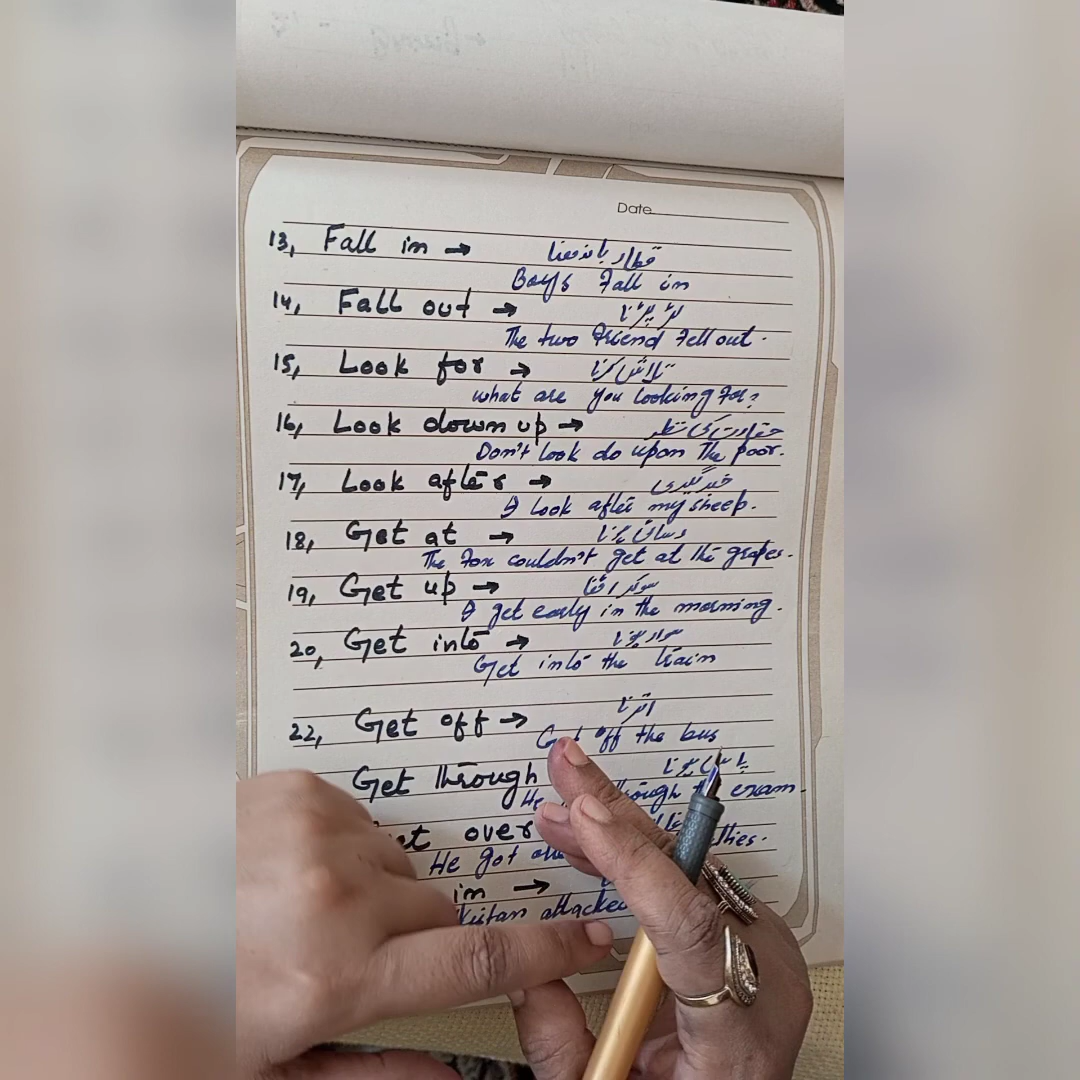 Date
13, Fall in → قطار باندھنا
Boys Fall in
14, Fall out → لڑ پڑنا
The two Friend Fell out.
15, Look for → تلاش کرنا
What are you looking For?
16, Look down up → حقارت کی نظر
Don't look do upon The poor.
17, Look after → خبرگیری
I look after my sheep.
18, Get at → رسائی ہونا
The Fox couldn't get at the grapes.
19, Get up → سوکر اٹھنا
I get early in the morning.
20, Get into → سوار ہونا
Get into the train
22, Get off → اترنا
Get off the bus
Get through پاس ہونا
He through the exam.
over
He got
in →
attacked